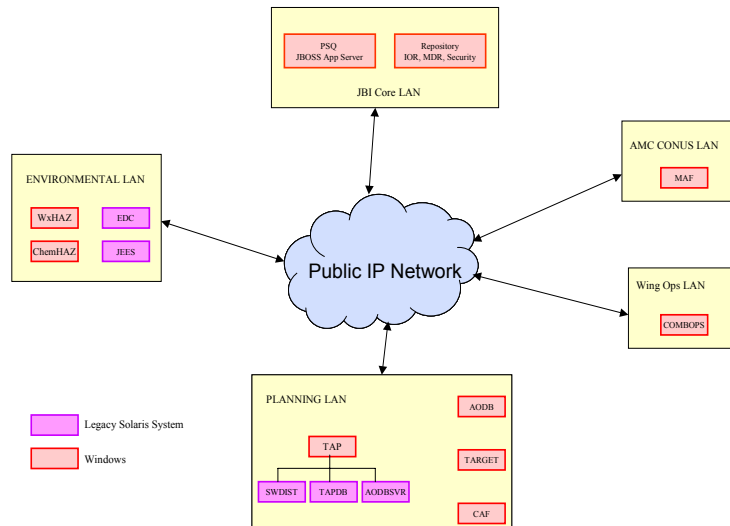 PSQ
JBOSS App Server
Repository
IOR, MDR, Security
JBI Core LAN
ENVIRONMENTAL LAN
WxHAZ
EDC
ChemHAZ
JEES
AMC CONUS LAN
MAF
Public IP Network
Wing Ops LAN
COMBOPS
PLANNING LAN
AODB
TAP
TARGET
SWDIST
TAPDB
AODBSVR
CAF
Legacy Solaris System
Windows